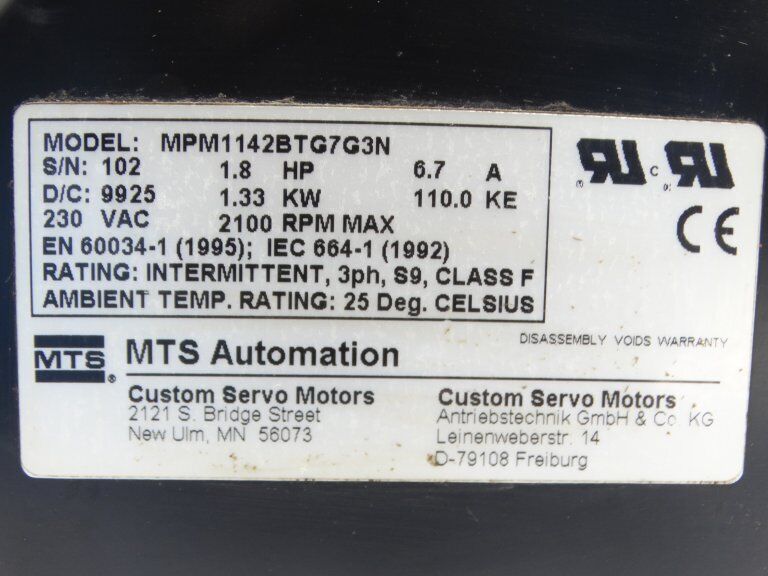 MODEL: MPM1142BTG7G3N
S/N: 102 1.8 HP 6.7 A
D/C: 9925 1.33 KW 110.0 KE
230 VAC 2100 RPM MAX
EN 60034-1 (1995); IEC 664-1 (1992)
RATING: INTERMITTENT, 3ph, S9, CLASS F
AMBIENT TEMP. RATING: 25 Deg. CELSIUS
RU ® C RU ®
CE
DISASSEMBLY VOIDS WARRANTY
MTS ® MTS Automation
Custom Servo Motors
2121 S. Bridge Street
New Ulm, MN 56073
Custom Servo Motors
Antriebstechnik GmbH & Co. KG
Leinenweberstr. 14
D-79108 Freiburg